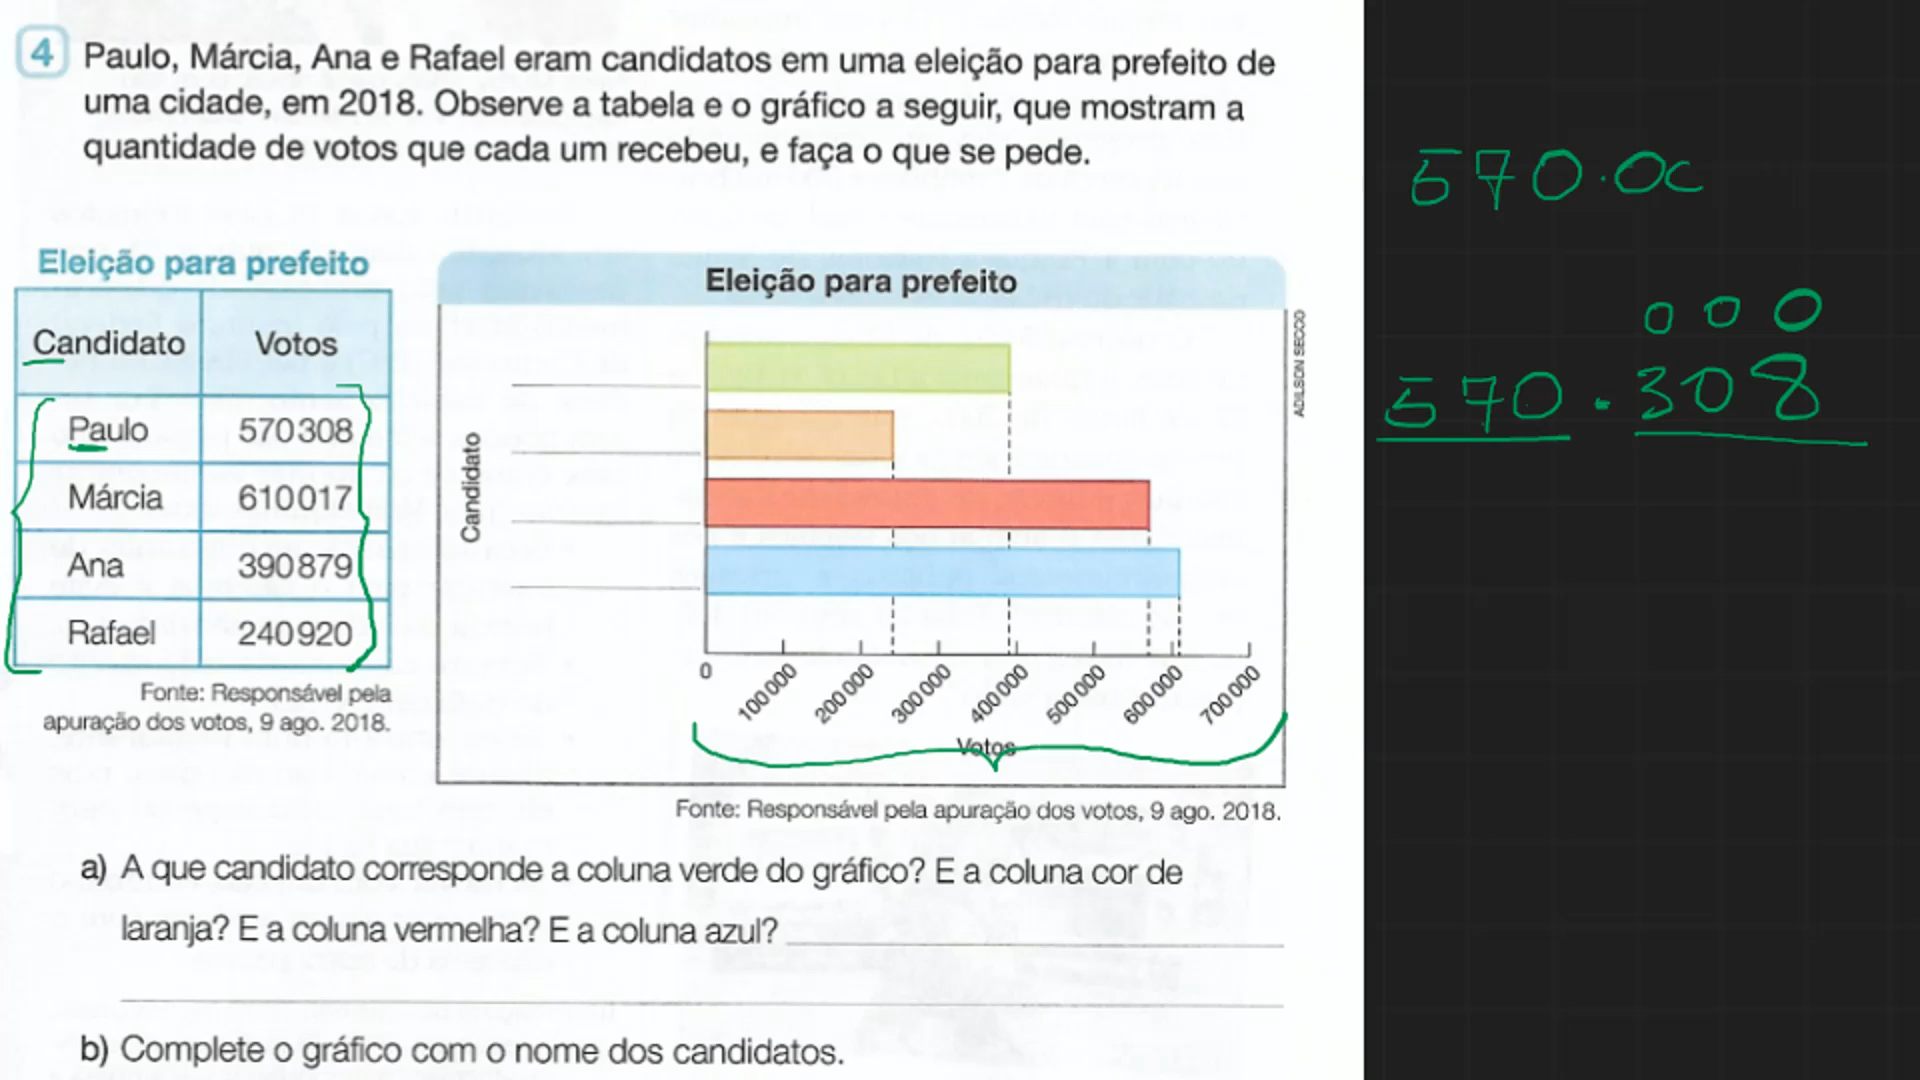 4 Paulo, Márcia, Ana e Rafael eram candidatos em uma eleição para prefeito de
uma cidade, em 2018. Observe a tabela e o gráfico a seguir, que mostram a
quantidade de votos que cada um recebeu, e faça o que se pede.
Eleição para prefeito
Candidato Votos
Paulo 570308
Márcia 610017
Ana 390879
Rafael 240920
Fonte: Responsável pela
apuração dos votos, 9 ago. 2018.
Eleição para prefeito
Candidato
0 100000 200000 300000 400000 500000 600000 700000
Votos
ADILSON SECCO
Fonte: Responsável pela apuração dos votos, 9 ago. 2018.
a) A que candidato corresponde a coluna verde do gráfico? E a coluna cor de
laranja? E a coluna vermelha? E a coluna azul?
b) Complete o gráfico com o nome dos candidatos.
570.0c
000
570.308